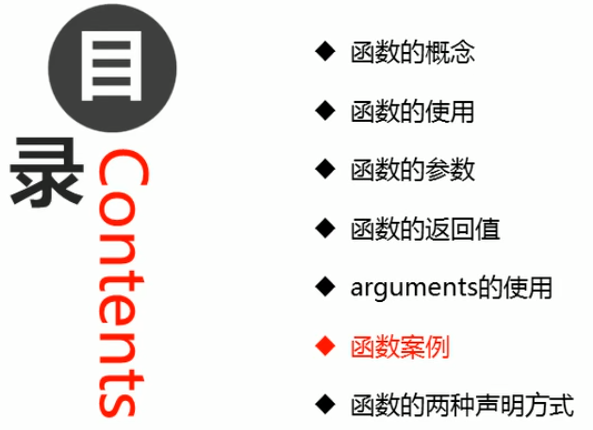 目
录
Contents
◆ 函数的概念
◆ 函数的使用
◆ 函数的参数
◆ 函数的返回值
◆ arguments的使用
◆ 函数案例
◆ 函数的两种声明方式